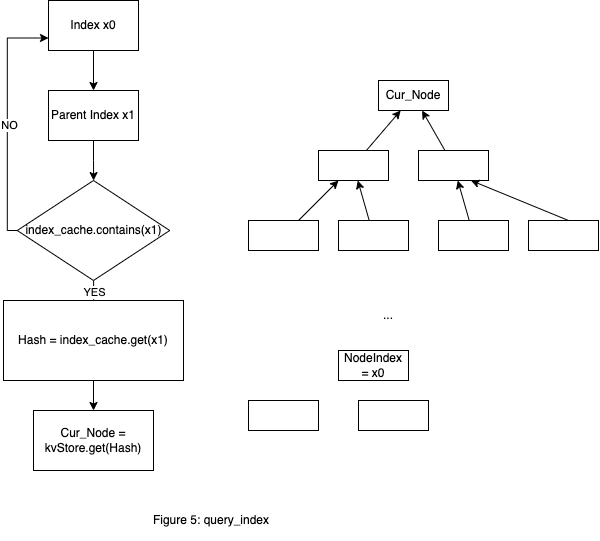 Index x0
Parent Index x1
NO
index_cache.contains(x1)
YES
Hash = index_cache.get(x1)
Cur_Node =
kvStore.get(Hash)
Cur_Node
...
NodeIndex
= x0
Figure 5: query_index